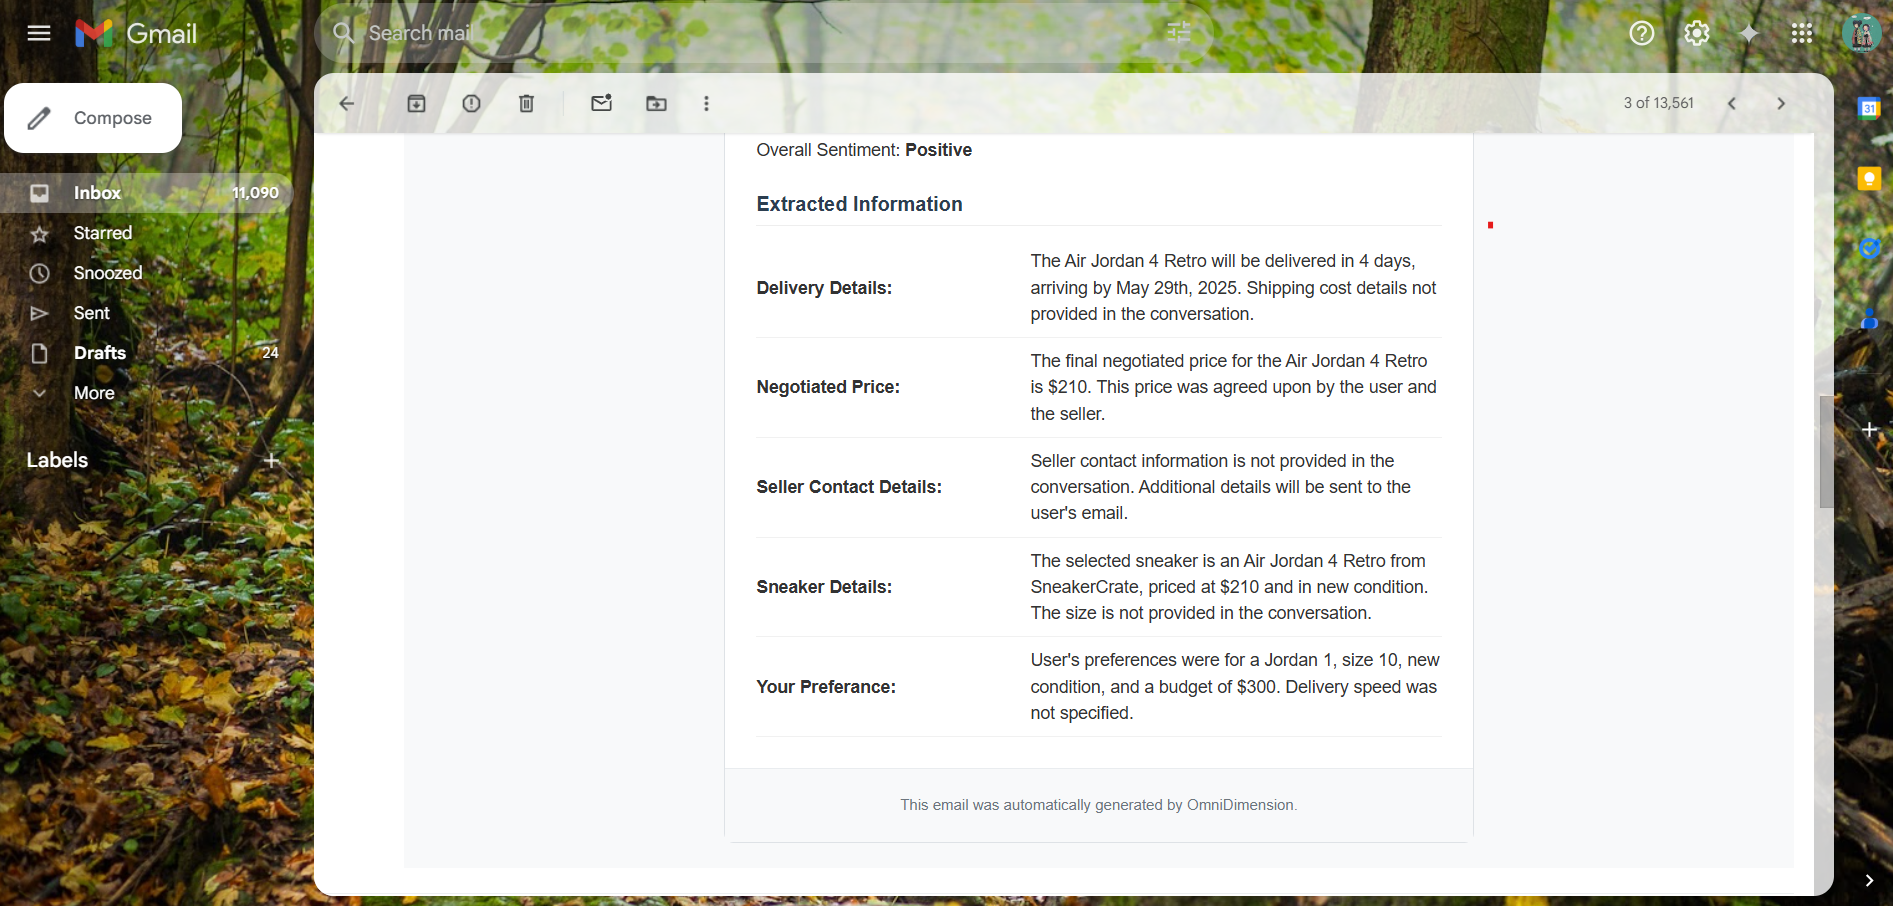 Gmail
Search mail
Compose
3 of 13,561
31
Inbox 11,090
Starred
Snoozed
Sent
Drafts 24
More
Labels
Overall Sentiment: Positive
Extracted Information
Delivery Details:
The Air Jordan 4 Retro will be delivered in 4 days,
arriving by May 29th, 2025. Shipping cost details not
provided in the conversation.
Negotiated Price:
The final negotiated price for the Air Jordan 4 Retro
is $210. This price was agreed upon by the user and
the seller.
Seller Contact Details:
Seller contact information is not provided in the
conversation. Additional details will be sent to the
user's email.
Sneaker Details:
The selected sneaker is an Air Jordan 4 Retro from
SneakerCrate, priced at $210 and in new condition.
The size is not provided in the conversation.
Your Preferance:
User's preferences were for a Jordan 1, size 10, new
condition, and a budget of $300. Delivery speed was
not specified.
This email was automatically generated by OmniDimension.